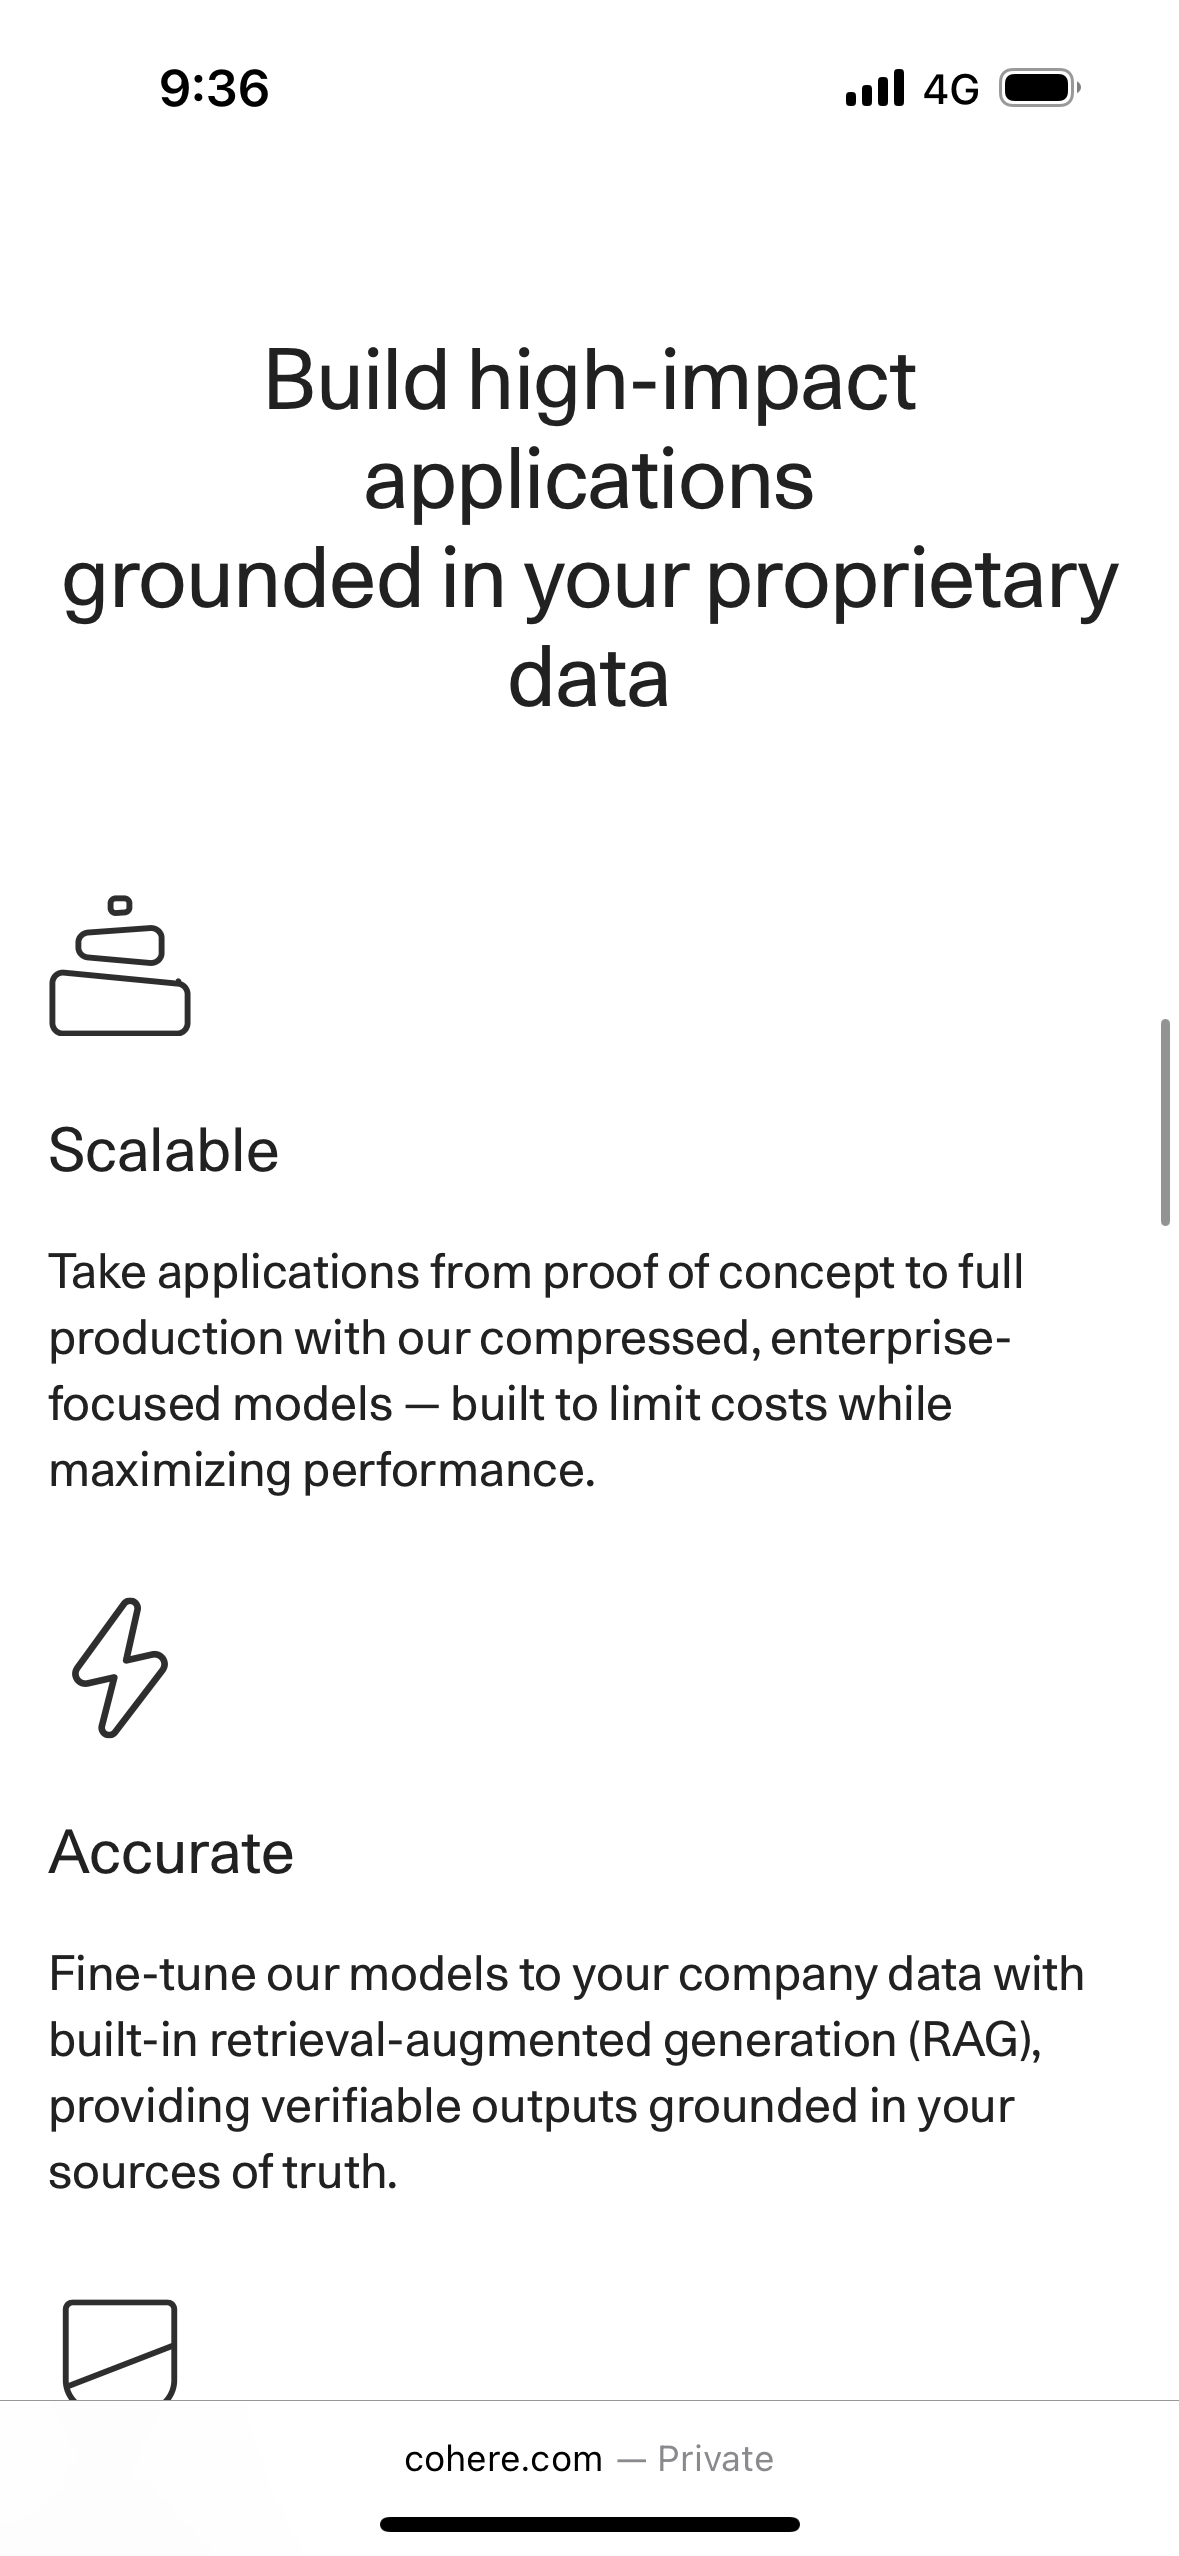 9:36
4G
Build high-impact
applications
grounded in your proprietary
data
Scalable
Take applications from proof of concept to full
production with our compressed, enterprise-
focused models — built to limit costs while
maximizing performance.
Accurate
Fine-tune our models to your company data with
built-in retrieval-augmented generation (RAG),
providing verifiable outputs grounded in your
sources of truth.
cohere.com — Private